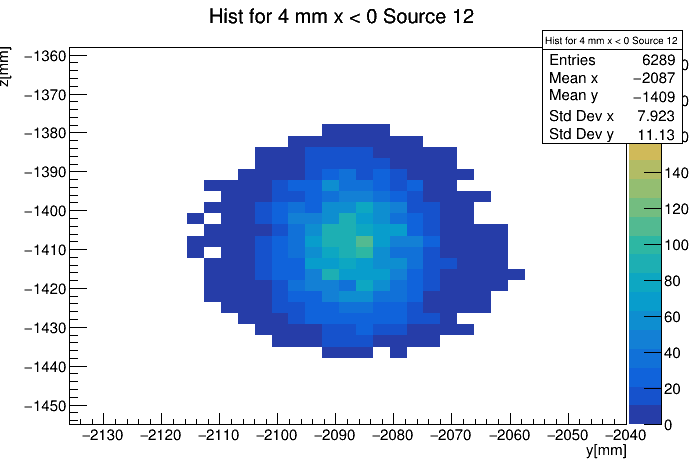 Hist for 4 mm x < 0 Source 12
z[mm]
Hist for 4 mm x < 0 Source 12
Entries 6289
Mean x −2087
Mean y −1409
Std Dev x 7.923
Std Dev y 11.13
−1360
−1370
−1380
−1390
−1400
−1410
−1420
−1430
−1440
−1450
140
120
100
80
60
40
20
0
−2130 −2120 −2110 −2100 −2090 −2080 −2070 −2060 −2050 −2040
y[mm]